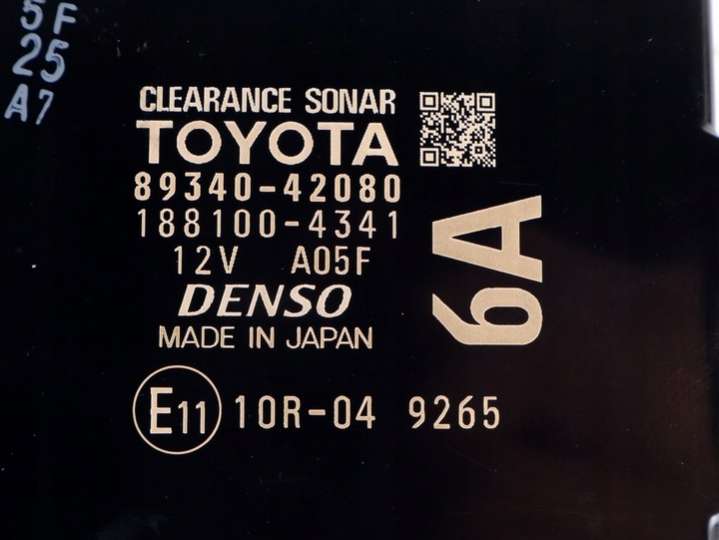 5F
25
A7
CLEARANCE SONAR
TOYOTA
89340-42080
188100-4341
12V A05F
DENSO
MADE IN JAPAN
6A
E11 10R-04 9265